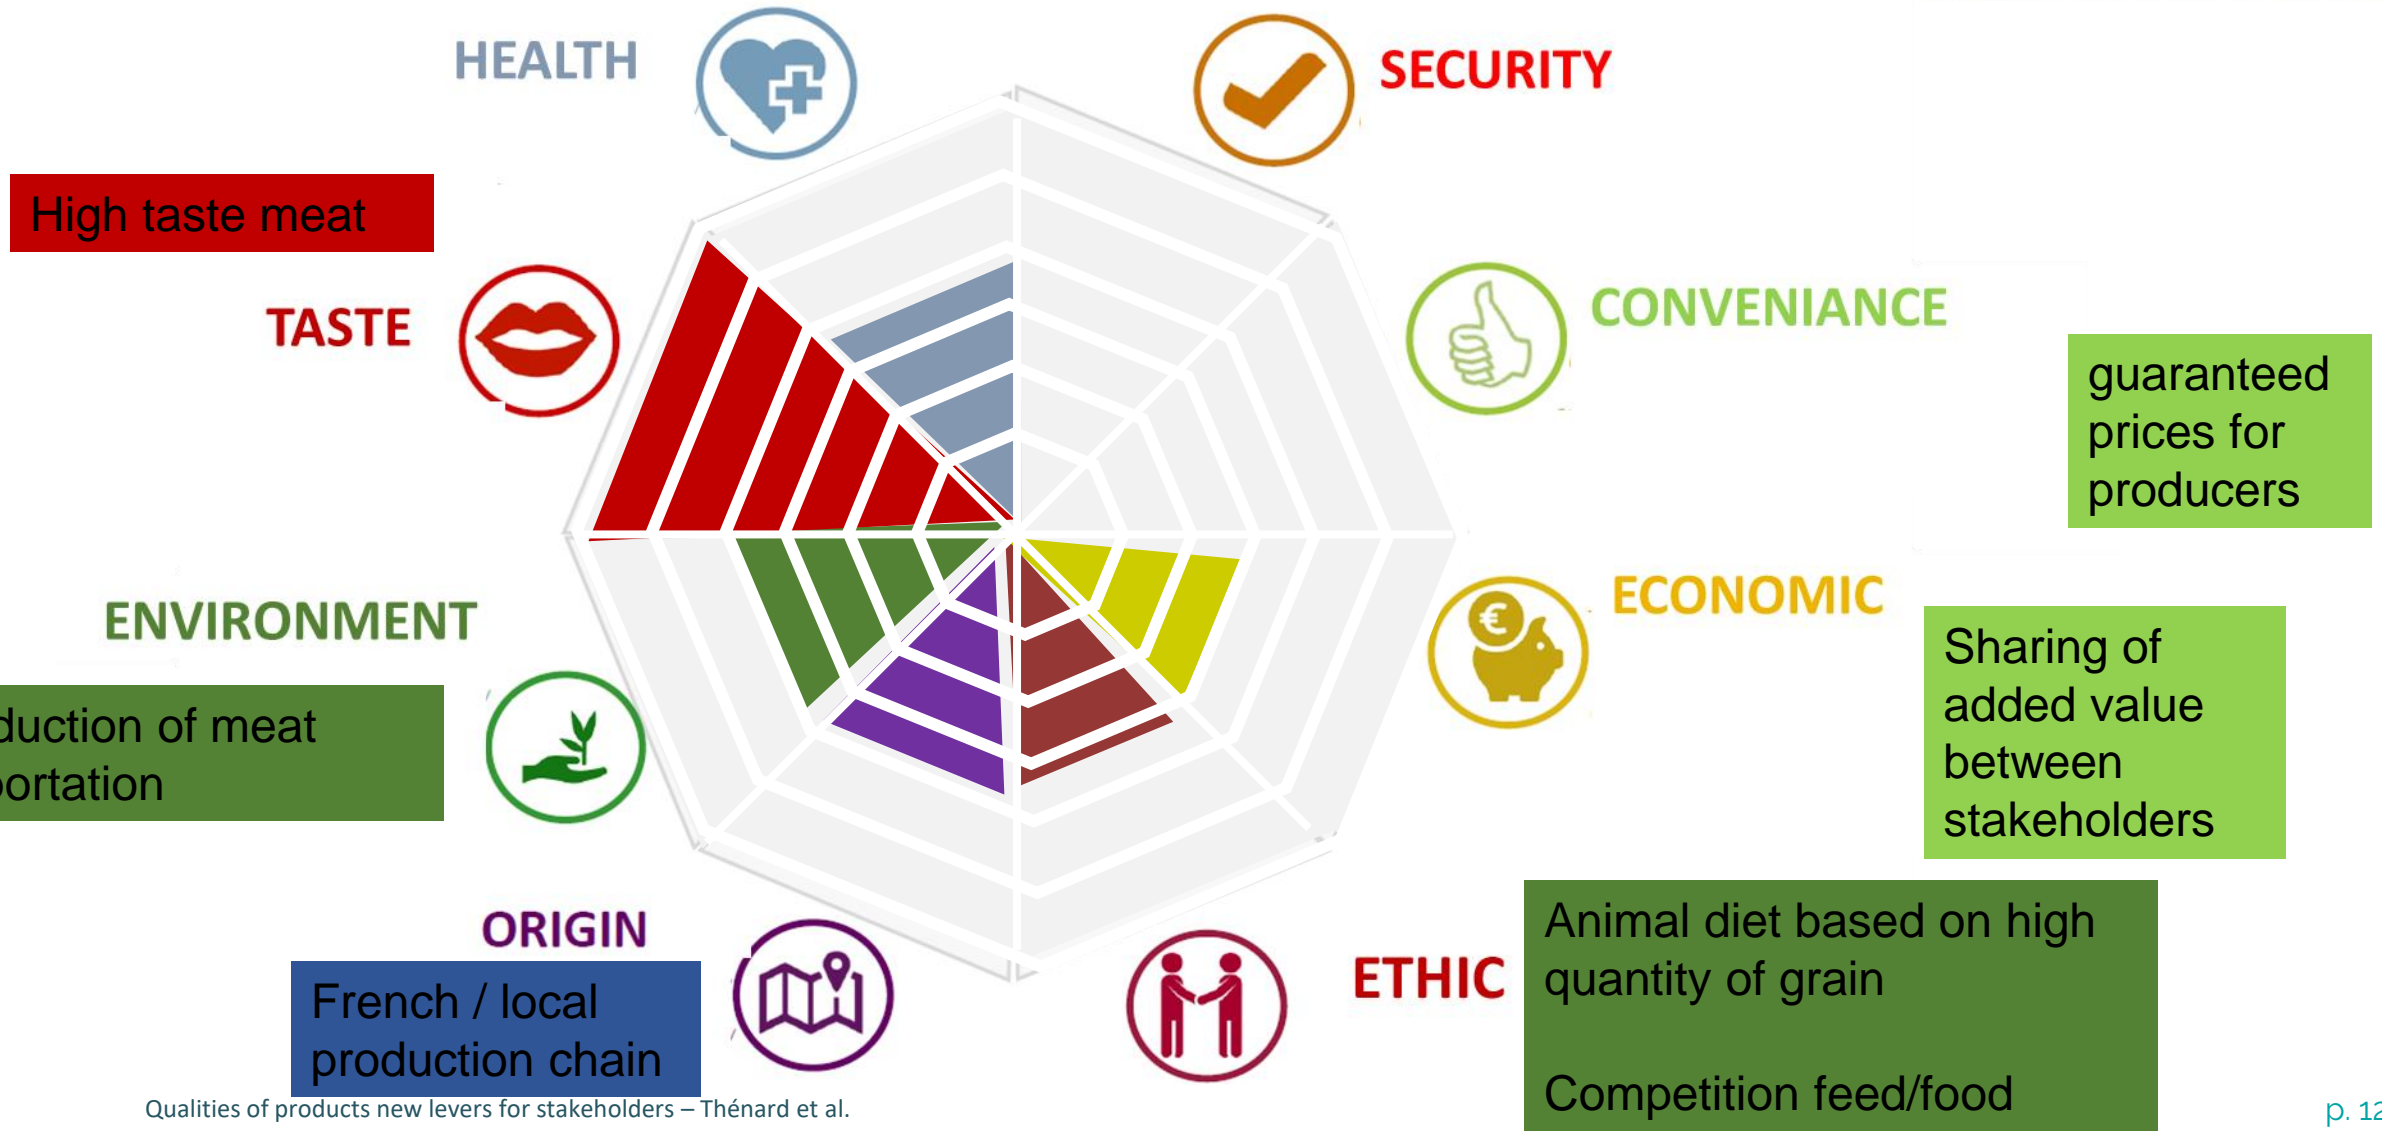 HEALTH
SECURITY
High taste meat
TASTE
CONVENIANCE
guaranteed
prices for
producers
ECONOMIC
€
ENVIRONMENT
Sharing of
added value
between
stakeholders
duction of meat
portation
ORIGIN
French / local
production chain
ETHIC
Animal diet based on high
quantity of grain
Competition feed/food
Qualities of products new levers for stakeholders – Thénard et al.
p. 12